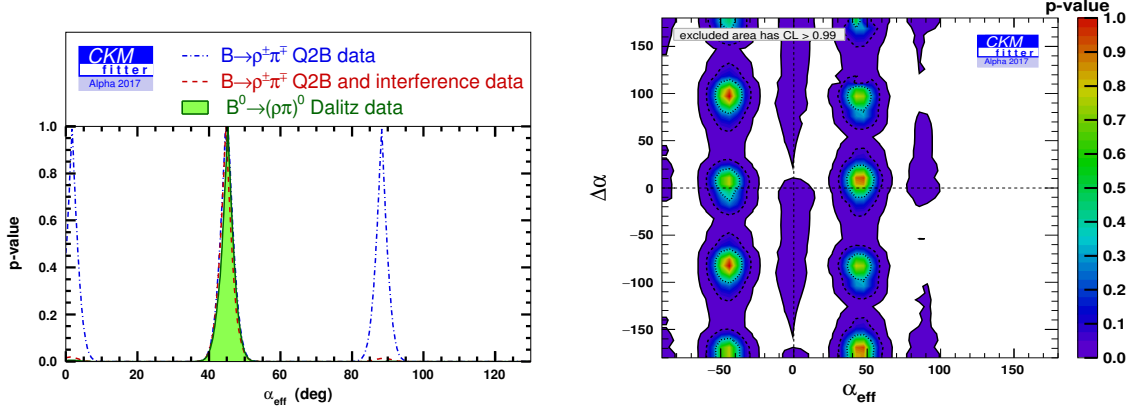 CKM
fitter
Alpha 2017
B→ρ±π∓ Q2B data
B→ρ±π∓ Q2B and interference data
B⁰→(ρπ)⁰ Dalitz data
1.0
0.8
0.6
0.4
0.2
0.0
p-value
0 20 40 60 80 100 120
α_eff (deg)
p-value
excluded area has CL > 0.99
CKM
fitter
Alpha 2017
150
100
50
0
−50
−100
−150
Δα
−50 0 50 100 150
α_eff
1.0
0.9
0.8
0.7
0.6
0.5
0.4
0.3
0.2
0.1
0.0